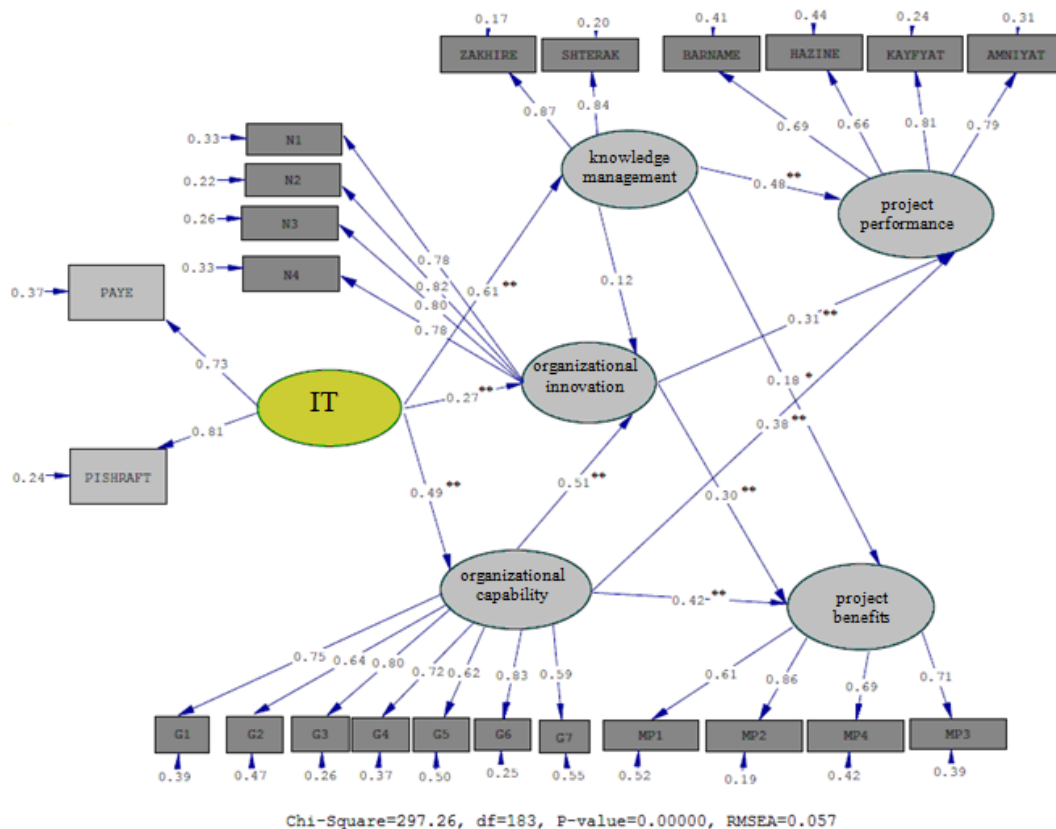 0.17 0.20 0.41 0.44 0.24 0.31
ZAKHIRE SHTERAK BARNAME HAZINE KAYFYAT AMNIYAT
0.87 0.84 0.69 0.66 0.81 0.79
0.33 N1
0.22 N2
0.26 N3
0.33 N4
0.78
0.82
0.80
0.78
knowledge
management
0.48**
project
performance
0.61**
0.12
0.31**
0.37 PAYE
0.73
IT
0.27**
organizational
innovation
0.18*
0.38**
0.81
0.24 PISHRAFT
0.49**
0.51**
0.30**
organizational
capability
0.42**
project
benefits
0.75 0.64 0.80 0.72 0.62 0.83 0.59
0.61 0.86 0.69 0.71
G1 G2 G3 G4 G5 G6 G7 MP1 MP2 MP4 MP3
0.39 0.47 0.26 0.37 0.50 0.25 0.55 0.52 0.19 0.42 0.39
Chi-Square=297.26, df=183, P-value=0.00000, RMSEA=0.057